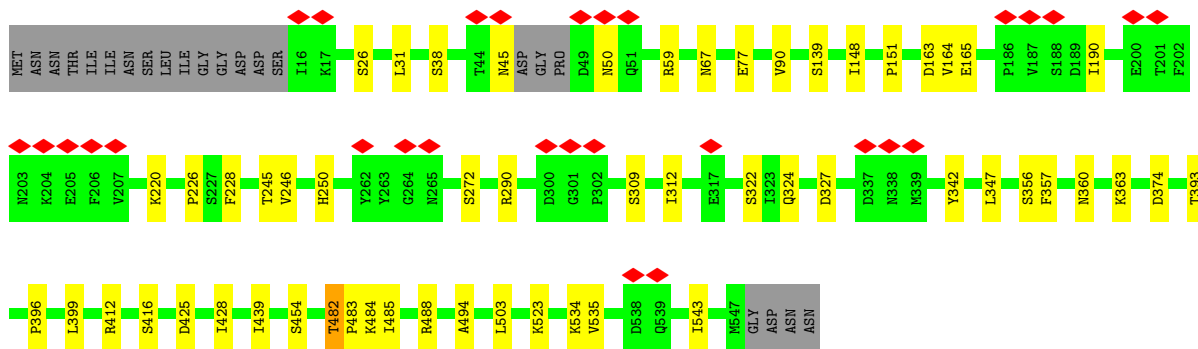 MET ASN ASN THR ILE ILE ASN SER LEU ILE GLY GLY ASP ASP SER I16 K17 S26 L31 S38 T44 N45 ASP GLY PRO D49 N50 Q51 R59 N67 E77 V90 S139 I148 P151 D163 V164 E165 P186 V187 S188 D189 I190 E200 T201 F202
N203 K204 E205 F206 V207 K220 P226 S227 F228 T245 V246 H250 Y262 Y263 G264 N265 S272 R290 D300 G301 P302 S309 I312 E317 S322 I323 Q324 D327 D337 N338 M339 Y342 L347 S356 F357 N360 K363 D374 T393
P396 L399 R412 S416 D425 I428 I439 S454 T482 P483 K484 I485 R488 A494 L503 K523 K534 V535 D538 Q539 I543 M547 GLY ASP ASN ASN